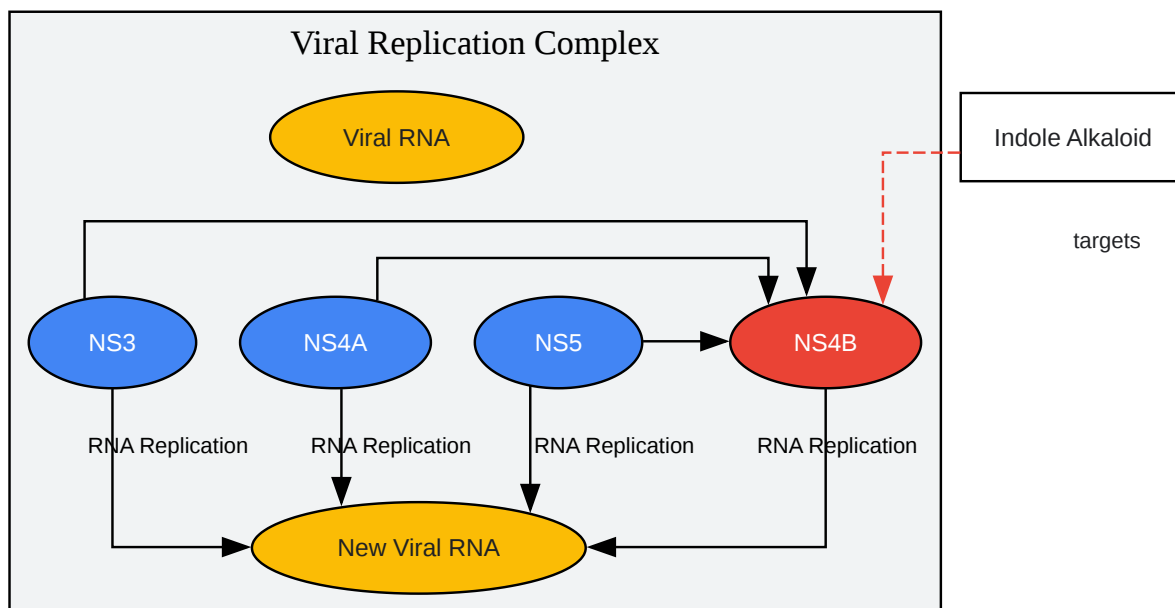 Viral Replication Complex
Viral RNA
Indole Alkaloid
targets
NS3
NS4A
NS5
NS4B
RNA Replication
RNA Replication
RNA Replication
RNA Replication
New Viral RNA